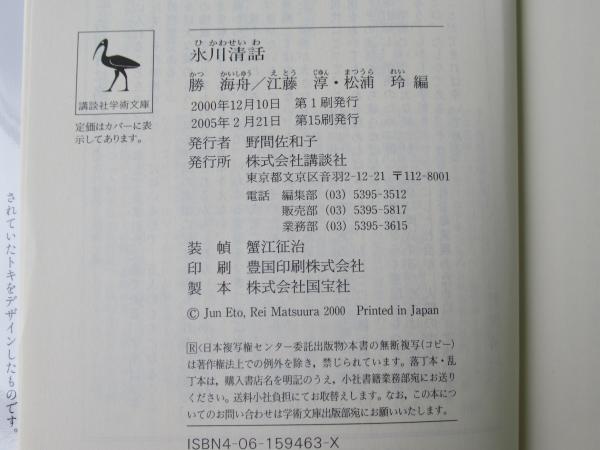 ひかわせいわ
氷川清話
かつ かいしゅう えとう じゅん まつうら れい
勝 海舟／江藤 淳・松浦 玲 編
2000年12月10日 第1刷発行
2005年2月21日 第15刷発行
発行者 野間佐和子
発行所 株式会社講談社
東京都文京区音羽2-12-21 〒112-8001
電話 編集部 (03) 5395-3512
販売部 (03) 5395-5817
業務部 (03) 5395-3615
装 幀 蟹江征治
印 刷 豊国印刷株式会社
製 本 株式会社国宝社
© Jun Eto, Rei Matsuura 2000 Printed in Japan
Ⓡ〈日本複写権センター委託出版物〉本書の無断複写(コピー)
は著作権法上での例外を除き，禁じられています。落丁本・乱
丁本は，購入書店名を明記のうえ，小社書籍業務部宛にお送り
ください。送料小社負担にてお取替えします。なお，この本につ
いてのお問い合わせは学術文庫出版部宛にお願いいたします。
ISBN4-06-159463-X
講談社学術文庫
定価はカバーに表
示してあります。
されていたトキをデザインしたものです。